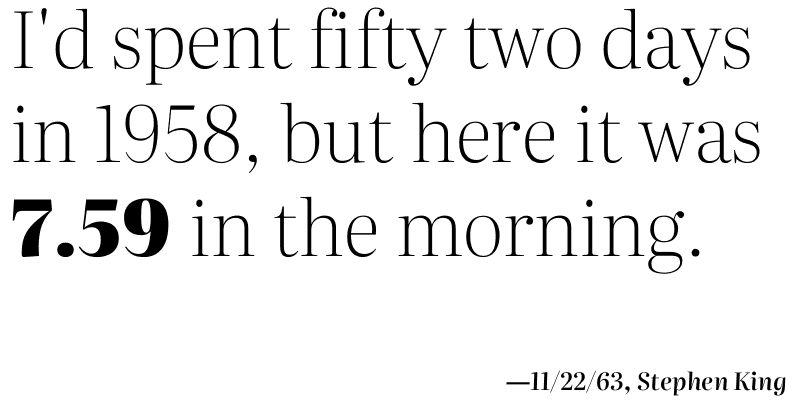 I'd spent fifty two days
in 1958, but here it was
7.59 in the morning.
—11/22/63, Stephen King